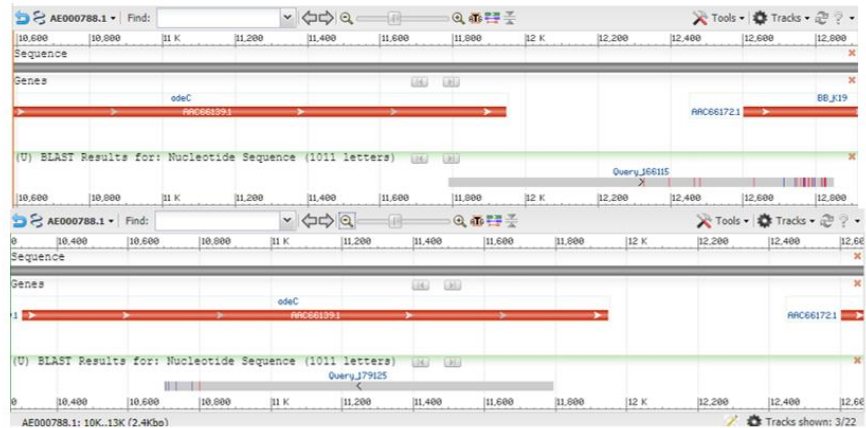 AE000788.1 Find: Tools Tracks ?
10,600 10,800 11 K 11,200 11,400 11,600 11,800 12 K 12,200 12,400 12,600 12,800
Sequence
Genes
odeC BB_K19
AAC66139.1 AAC66172.1
(U) BLAST Results for: Nucleotide Sequence (1011 letters)
Query_166115
10,600 10,800 11 K 11,200 11,400 11,600 11,800 12 K 12,200 12,400 12,600 12,800
AE000788.1 Find: Tools Tracks ?
0 10,400 10,600 10,800 11 K 11,200 11,400 11,600 11,800 12 K 12,200 12,400 12,60
Sequence
Genes
odeC
.1 AAC66139.1 AAC66172.1
(U) BLAST Results for: Nucleotide Sequence (1011 letters)
Query_179125
0 10,400 10,600 10,800 11 K 11,200 11,400 11,600 11,800 12 K 12,200 12,400 12,66
AE000788.1: 10K..13K (2.4Kbp) Tracks shown: 3/22